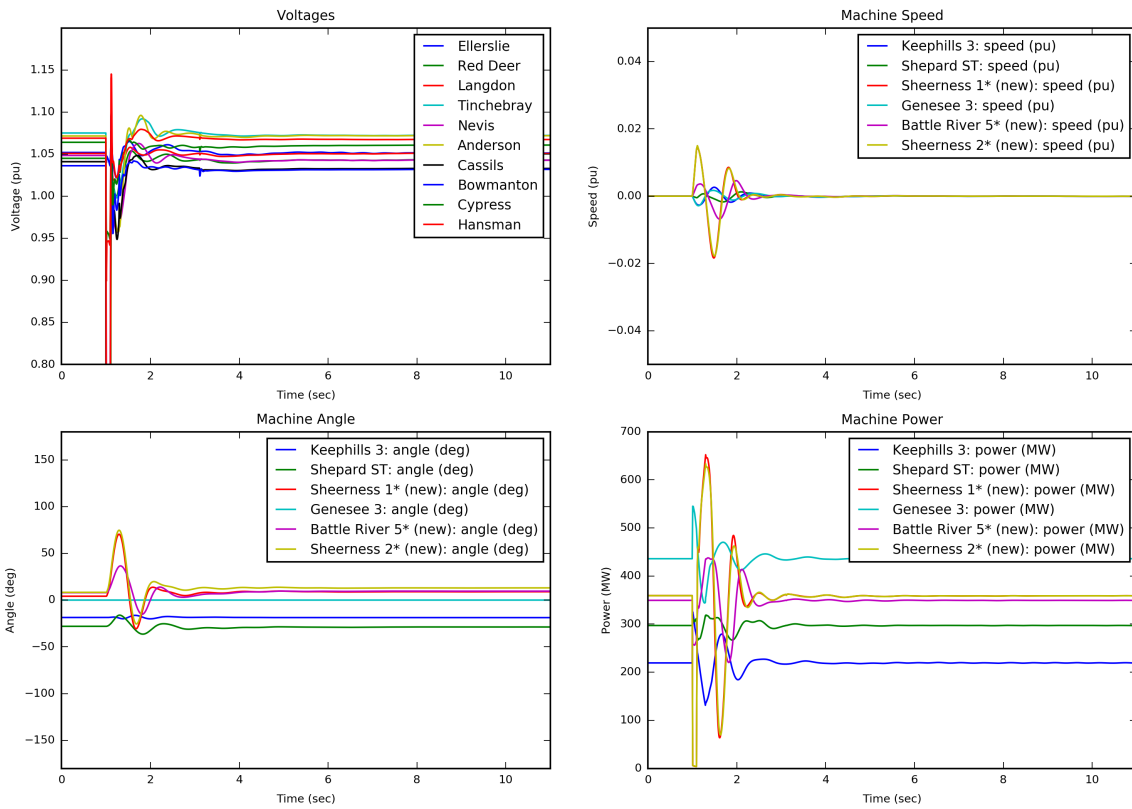 Voltages
Voltage (pu)
1.15
1.10
1.05
1.00
0.95
0.90
0.85
0.80
0 2 4 6 8 10
Time (sec)
Ellerslie
Red Deer
Langdon
Tinchebray
Nevis
Anderson
Cassils
Bowmanton
Cypress
Hansman
Machine Speed
Speed (pu)
0.04
0.02
0.00
−0.02
−0.04
0 2 4 6 8 10
Time (sec)
Keephills 3: speed (pu)
Shepard ST: speed (pu)
Sheerness 1* (new): speed (pu)
Genesee 3: speed (pu)
Battle River 5* (new): speed (pu)
Sheerness 2* (new): speed (pu)
Machine Angle
Angle (deg)
150
100
50
0
−50
−100
−150
0 2 4 6 8 10
Time (sec)
Keephills 3: angle (deg)
Shepard ST: angle (deg)
Sheerness 1* (new): angle (deg)
Genesee 3: angle (deg)
Battle River 5* (new): angle (deg)
Sheerness 2* (new): angle (deg)
Machine Power
Power (MW)
700
600
500
400
300
200
100
0
0 2 4 6 8 10
Time (sec)
Keephills 3: power (MW)
Shepard ST: power (MW)
Sheerness 1* (new): power (MW)
Genesee 3: power (MW)
Battle River 5* (new): power (MW)
Sheerness 2* (new): power (MW)